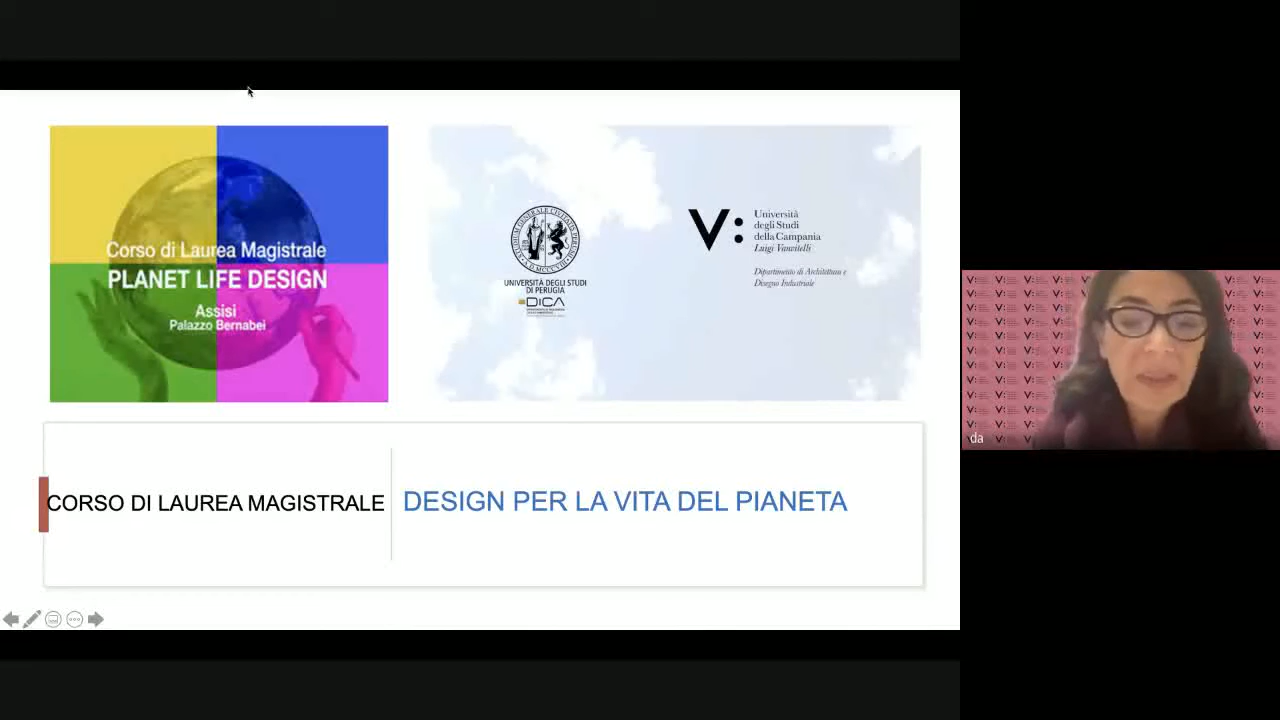 Corso di Laurea Magistrale
PLANET LIFE DESIGN
Assisi
Palazzo Bernabei
UNIVERSITÀ DEGLI STUDI
DI PERUGIA
DICA
V:
Università
degli Studi
della Campania
Luigi Vanvitelli
Dipartimento di Architettura e
Disegno Industriale
CORSO DI LAUREA MAGISTRALE
DESIGN PER LA VITA DEL PIANETA
da